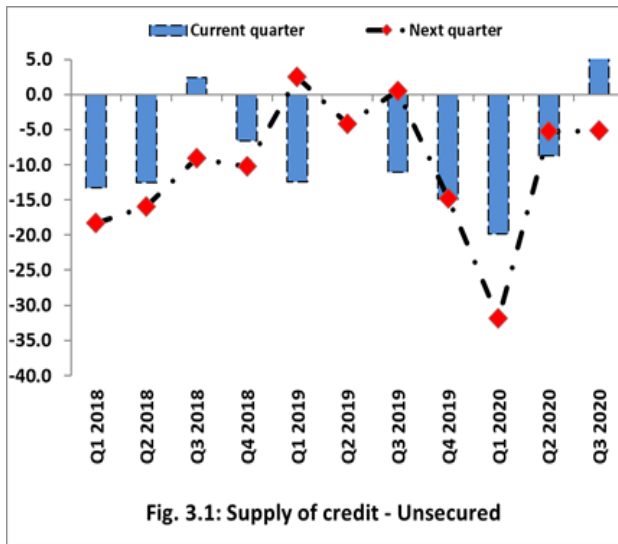 Current quarter
Next quarter
5.0
0.0
-5.0
-10.0
-15.0
-20.0
-25.0
-30.0
-35.0
-40.0
Q1 2018
Q2 2018
Q3 2018
Q4 2018
Q1 2019
Q2 2019
Q3 2019
Q4 2019
Q1 2020
Q2 2020
Q3 2020
Fig. 3.1: Supply of credit - Unsecured